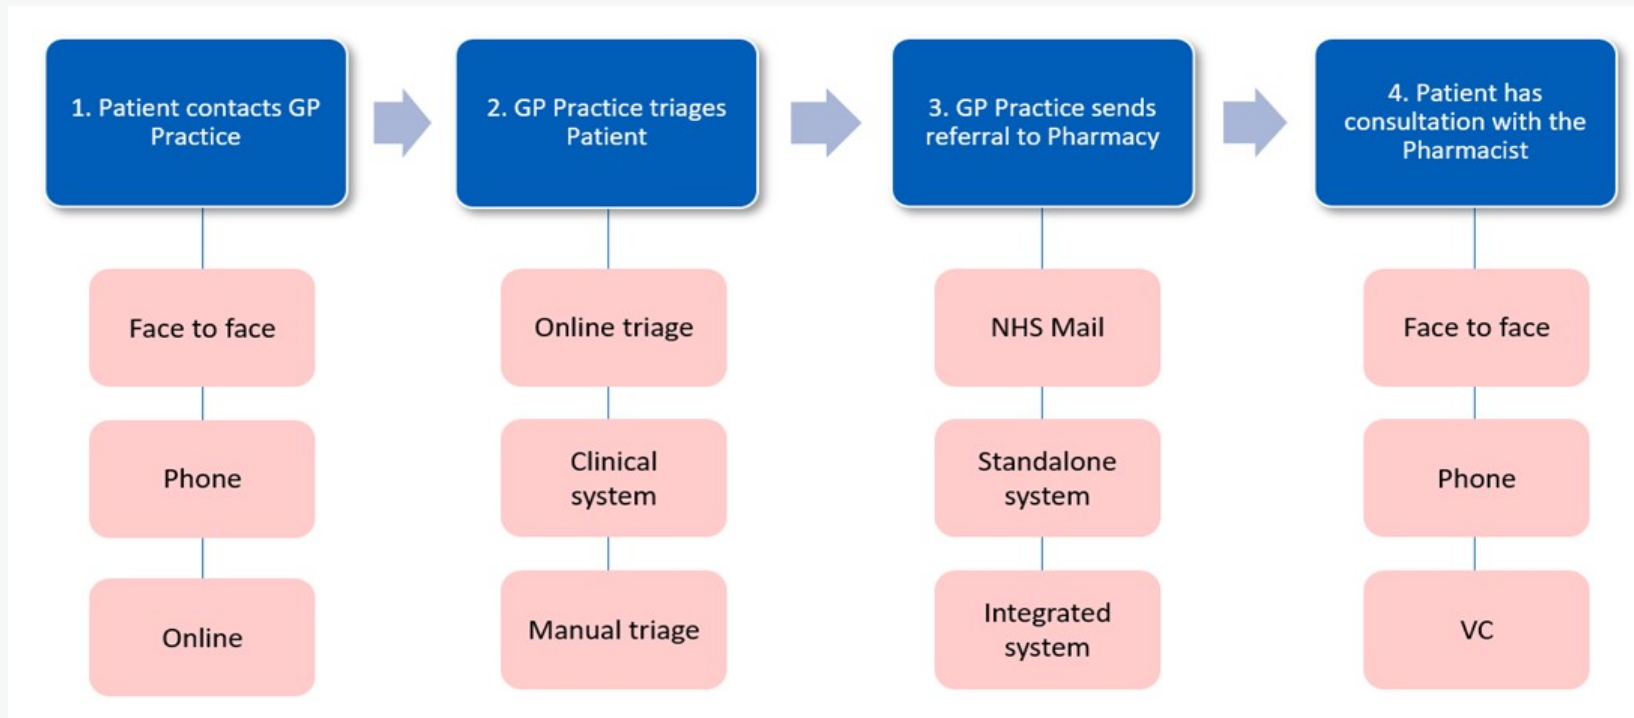 1. Patient contacts GP
Practice
2. GP Practice triages
Patient
3. GP Practice sends
referral to Pharmacy
4. Patient has
consultation with the
Pharmacist
Face to face
Phone
Online
Online triage
Clinical
system
Manual triage
NHS Mail
Standalone
system
Integrated
system
Face to face
Phone
VC